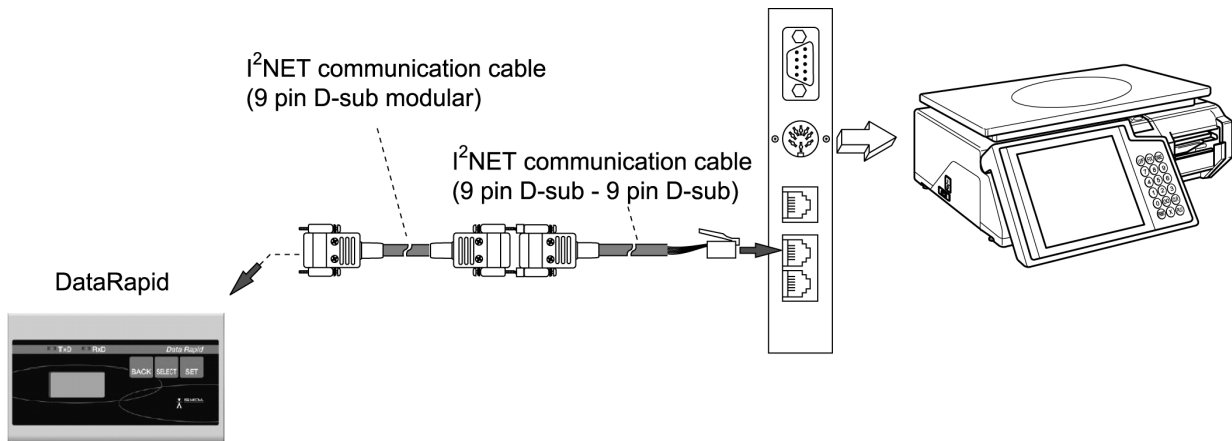 I²NET communication cable
(9 pin D-sub modular)
I²NET communication cable
(9 pin D-sub - 9 pin D-sub)
DataRapid
TxD RxD Data Rapid
BACK SELECT SET